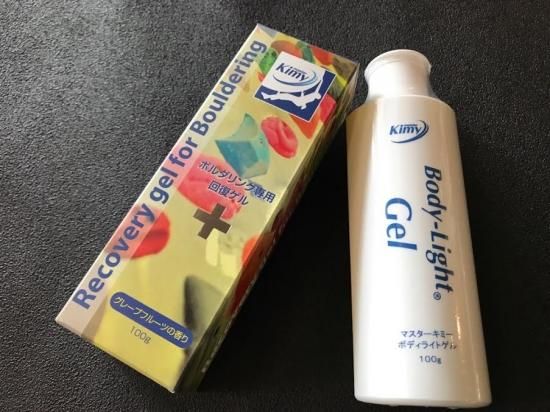 Recovery gel for Bouldering
Kimy
ボルダリング専用
回復ゲル
グレープフルーツの香り
100g
Kimy
Body-Light®
Gel
マスターキミー
ボディライトゲル
100g